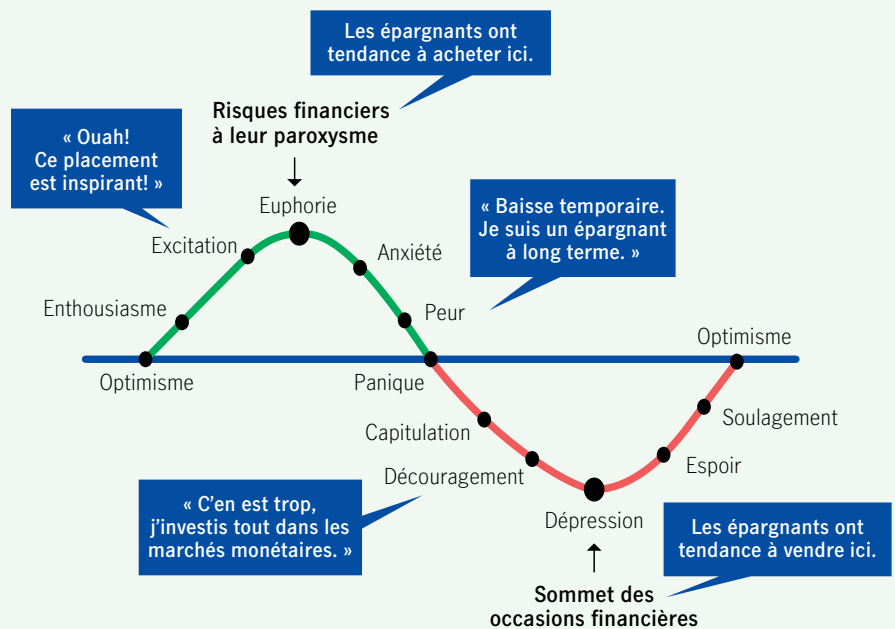 Les épargnants ont
tendance à acheter ici.
Risques financiers
à leur paroxysme
« Ouah!
Ce placement
est inspirant! »
Euphorie
« Baisse temporaire.
Je suis un épargnant
à long terme. »
Excitation
Anxiété
Enthousiasme
Peur
Optimisme
Optimisme
Panique
Capitulation
Soulagement
Découragement
Espoir
« C'en est trop,
j'investis tout dans les
marchés monétaires. »
Dépression
Les épargnants ont
tendance à vendre ici.
Sommet des
occasions financières